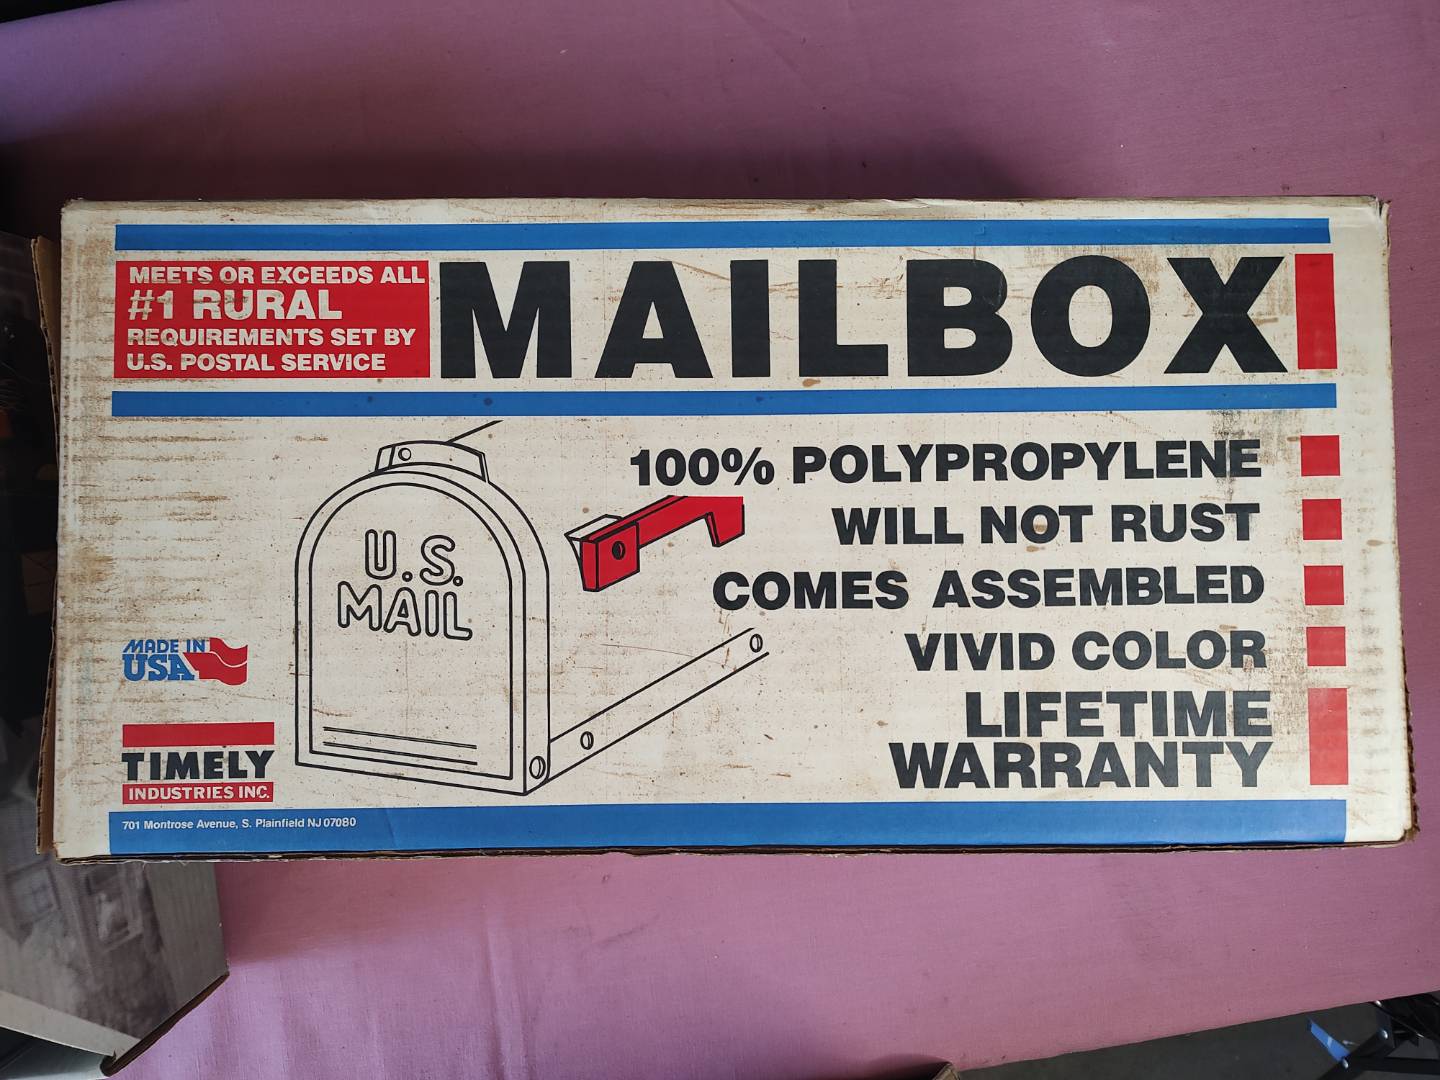 MEETS OR EXCEEDS ALL
#1 RURAL
REQUIREMENTS SET BY
U.S. POSTAL SERVICE
MAILBOX
100% POLYPROPYLENE
WILL NOT RUST
COMES ASSEMBLED
VIVID COLOR
LIFETIME
WARRANTY
U.S.
MAIL
MADE IN
USA
TIMELY
INDUSTRIES INC.
701 Montrose Avenue, S. Plainfield NJ 07080